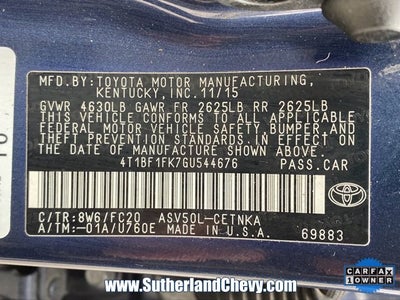 MFD.BY:TOYOTA MOTOR MANUFACTURING,
KENTUCKY,INC.11/15
GVWR 4630LB GAWR FR 2625LB RR 2625LB
THIS VEHICLE CONFORMS TO ALL APPLICABLE
FEDERAL MOTOR VEHICLE SAFETY, BUMPER, AND
THEFT PREVENTION STANDARDS IN EFFECT ON
THE DATE OF MANUFACTURE SHOWN ABOVE.
4T1BF1FK7GU544676 PASS.CAR
C/TR:8W6/FC20 ASV50L-CETNKA
A/TM:-01A/U760E MADE IN U.S.A.
69883
TOYOTA
www.SutherlandChevy.com
CARFAX
1 OWNER